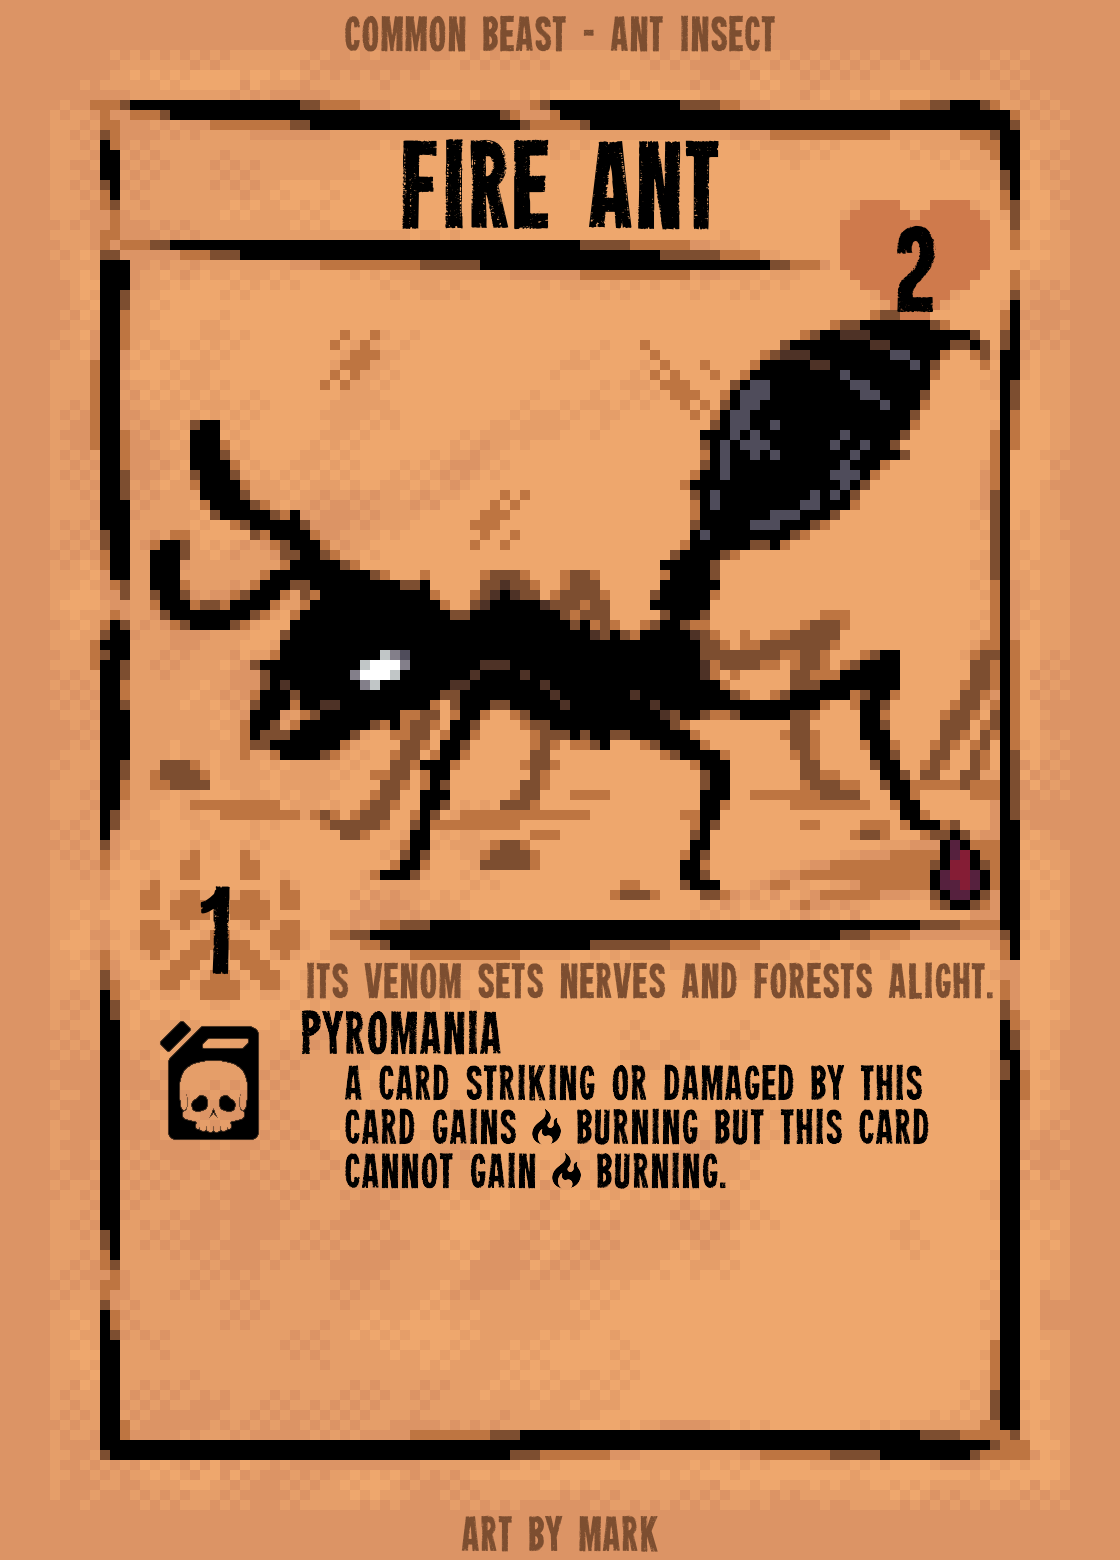 COMMON BEAST - ANT INSECT
FIRE ANT
2
1
ITS VENOM SETS NERVES AND FORESTS ALIGHT.
PYROMANIA
A CARD STRIKING OR DAMAGED BY THIS
CARD GAINS BURNING BUT THIS CARD
CANNOT GAIN BURNING.
ART BY MARK